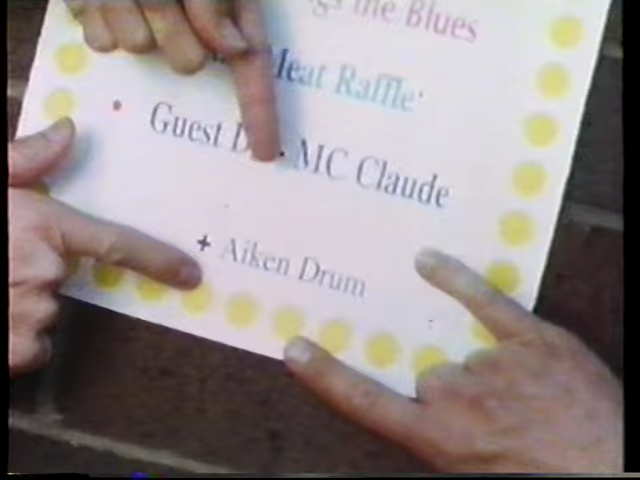 the Blues
Meat Raffle'
• Guest MC Claude
+ Aiken Drum